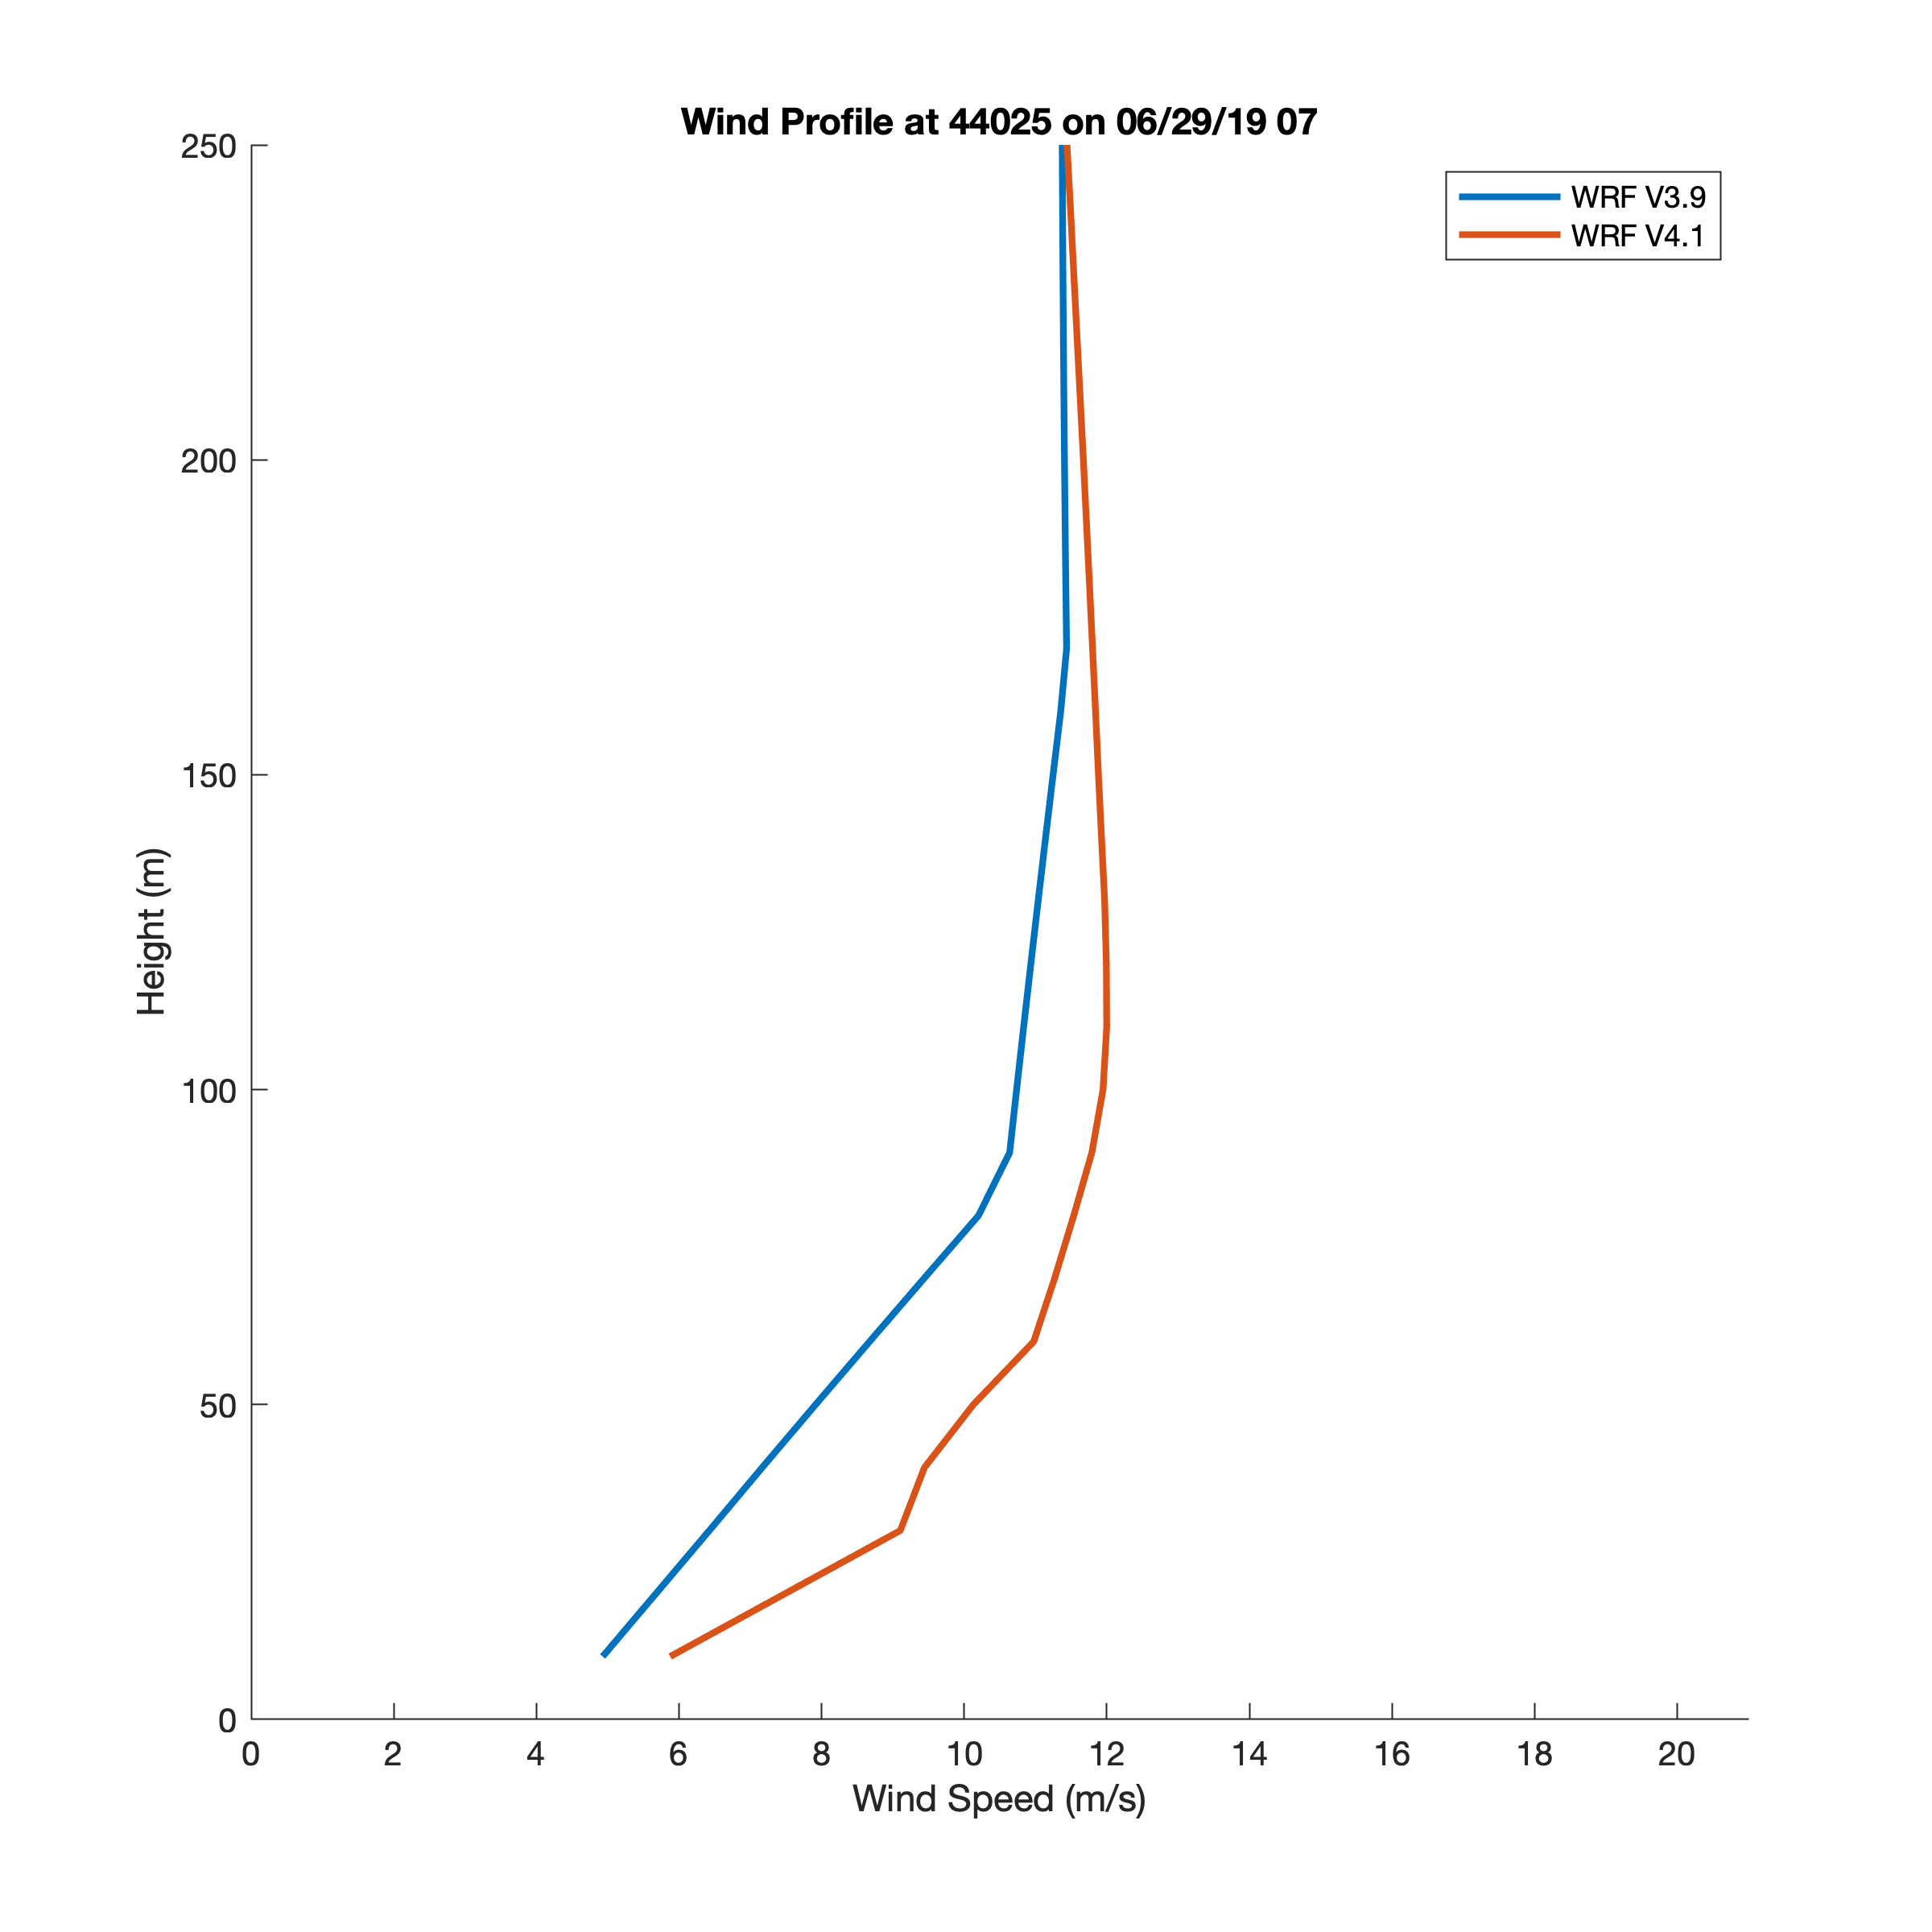 Wind Profile at 44025 on 06/29/19 07
WRF V3.9
WRF V4.1
250
200
150
100
50
0
Height (m)
0 2 4 6 8 10 12 14 16 18 20
Wind Speed (m/s)